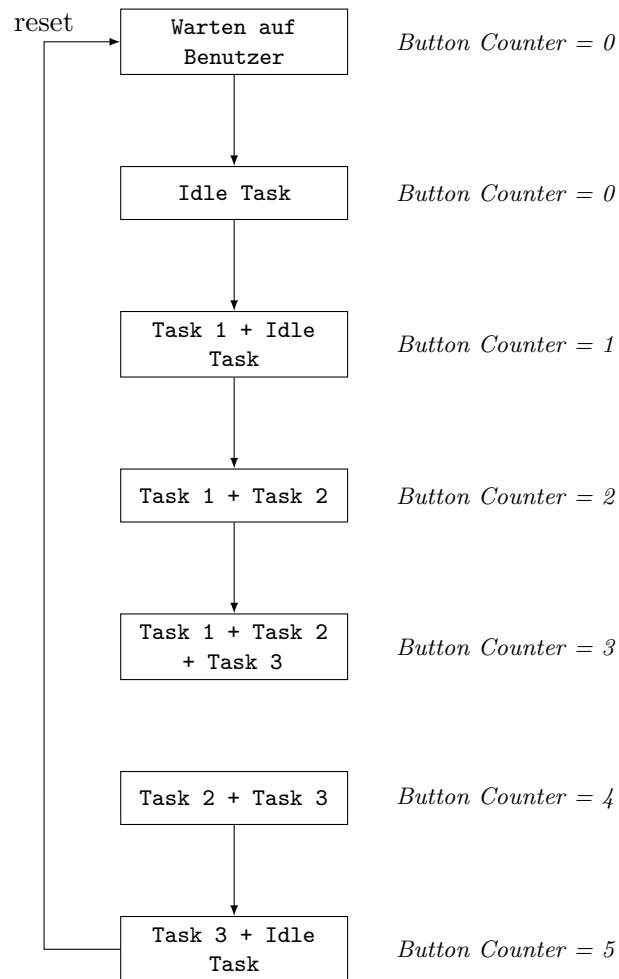 reset
Warten auf
Benutzer
Button Counter = 0
Idle Task
Button Counter = 0
Task 1 + Idle
Task
Button Counter = 1
Task 1 + Task 2
Button Counter = 2
Task 1 + Task 2
+ Task 3
Button Counter = 3
Task 2 + Task 3
Button Counter = 4
Task 3 + Idle
Task
Button Counter = 5